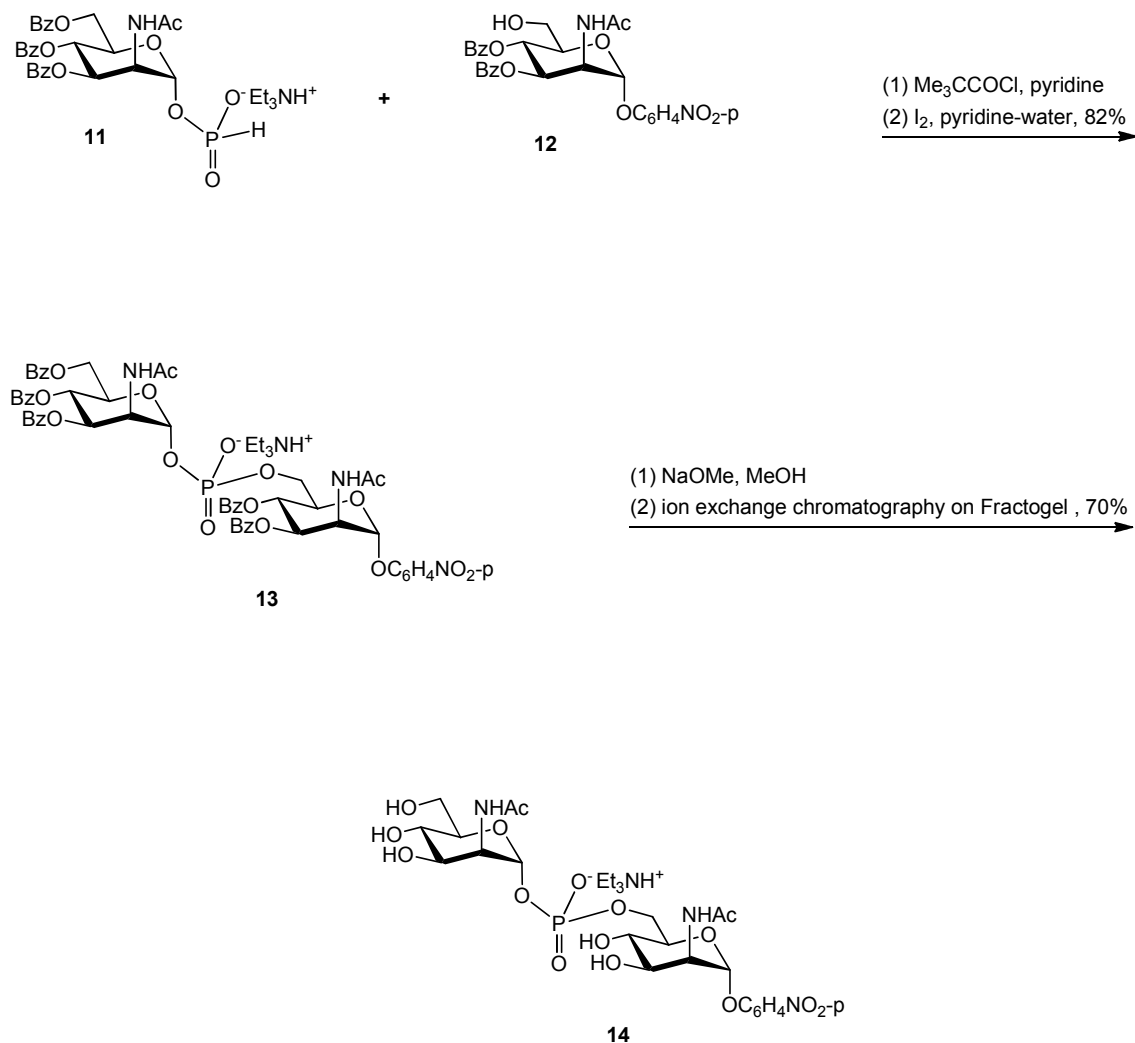 BzO NHAc
BzO O
BzO
O O⁻ Et₃NH⁺
P H
O
11
+
HO NHAc
BzO O
BzO
OC₆H₄NO₂-p
12
(1) Me₃CCOCl, pyridine
(2) I₂, pyridine-water, 82%
BzO NHAc
BzO O
BzO
O O⁻ Et₃NH⁺
P O
O
NHAc
BzO O
BzO
OC₆H₄NO₂-p
13
(1) NaOMe, MeOH
(2) ion exchange chromatography on Fractogel , 70%
HO NHAc
HO O
HO
O O⁻ Et₃NH⁺
P O
O
NHAc
HO O
HO
OC₆H₄NO₂-p
14